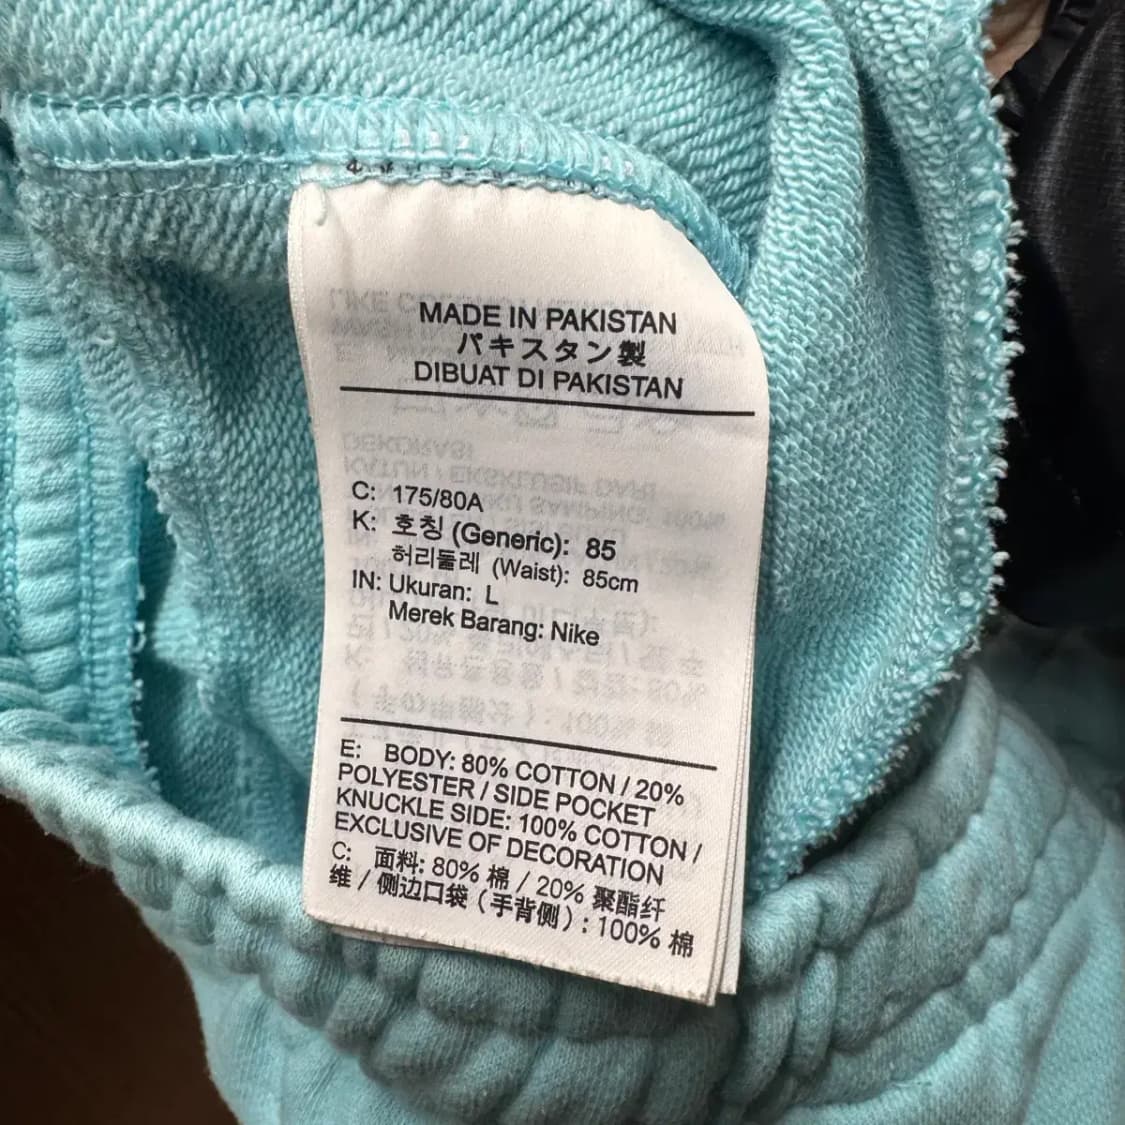 MADE IN PAKISTAN
パキスタン製
DIBUAT DI PAKISTAN
C: 175/80A
K: 호칭 (Generic): 85
허리둘레 (Waist): 85cm
IN: Ukuran: L
Merek Barang: Nike
E: BODY: 80% COTTON / 20%
POLYESTER / SIDE POCKET
KNUCKLE SIDE: 100% COTTON /
EXCLUSIVE OF DECORATION
C: 面料: 80% 棉 / 20% 聚酯纤
维 / 侧边口袋 (手背侧) : 100% 棉